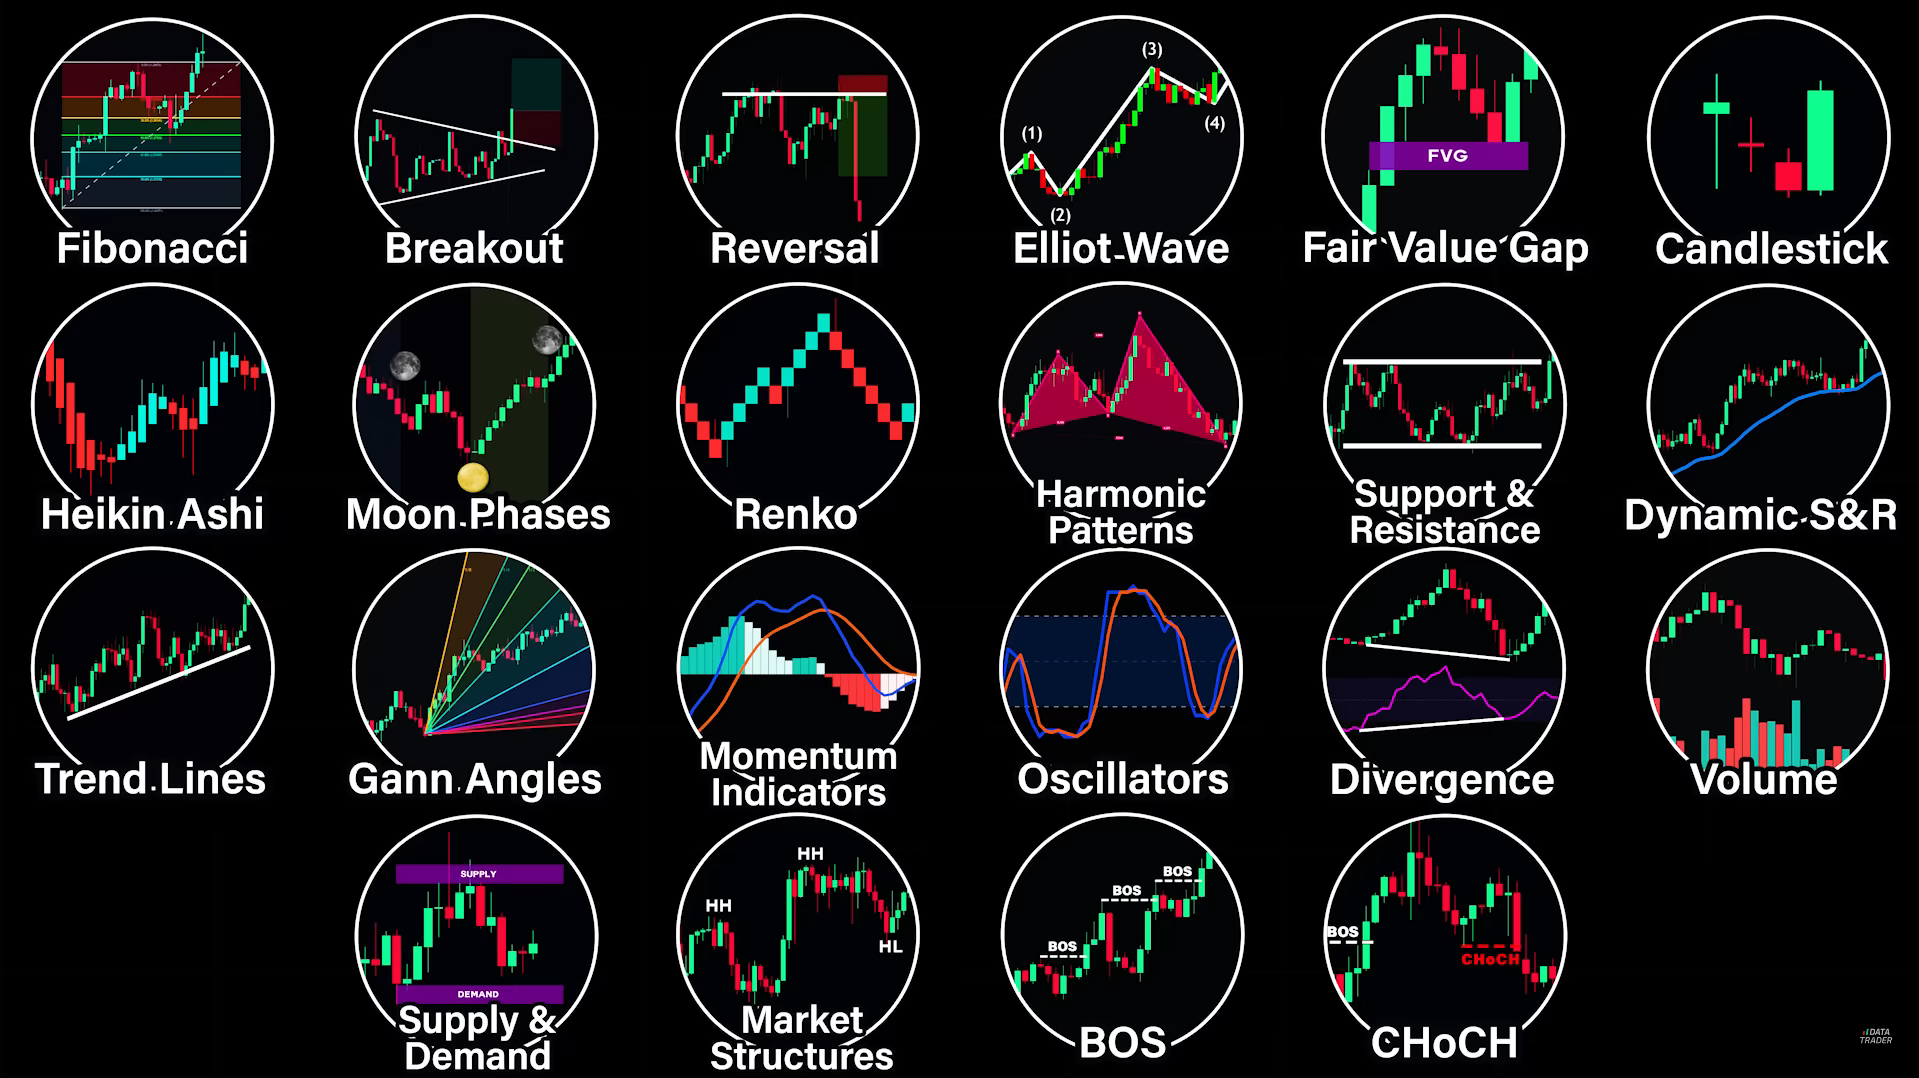 (3)
(1)
(4)
(2)
FVG
Fibonacci
Breakout
Reversal
Elliot Wave
Fair Value Gap
Candlestick
Heikin Ashi
Moon Phases
Renko
Harmonic
Patterns
Support &
Resistance
Dynamic S&R
Trend Lines
Gann Angles
Momentum
Indicators
Oscillators
Divergence
Volume
SUPPLY
DEMAND
Supply &
Demand
HH
HH
HL
Market
Structures
BOS
BOS
BOS
BOS
BOS
CHoCH
CHoCH
DATA
TRADER